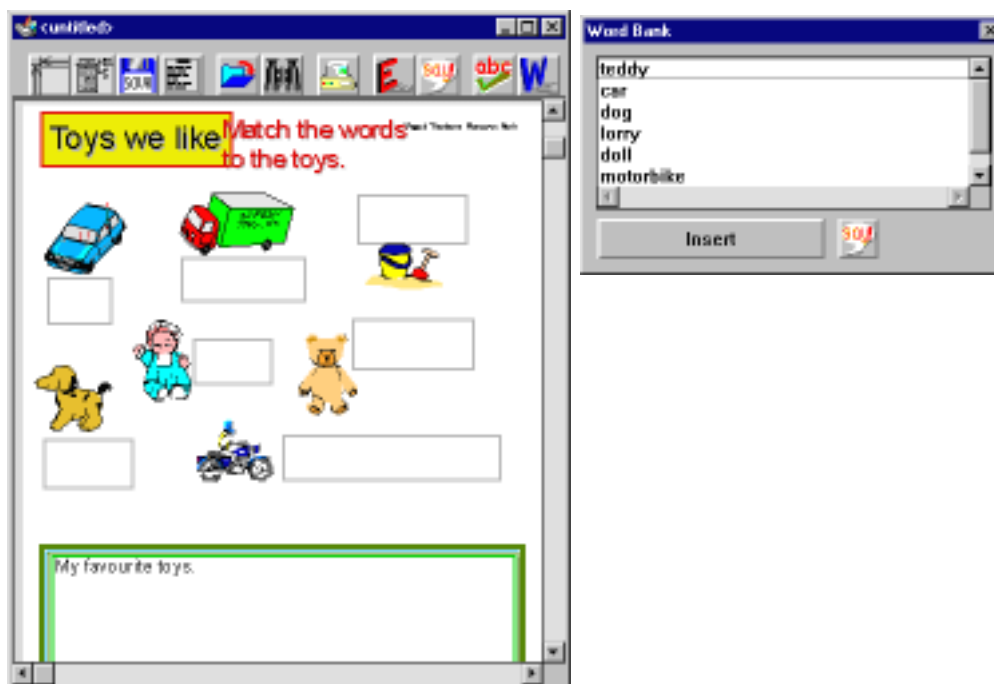 <untitled>
Toys we like
Match the words
to the toys.
My favourite toys.
Word Bank
teddy
car
dog
lorry
doll
motorbike
Insert
abc